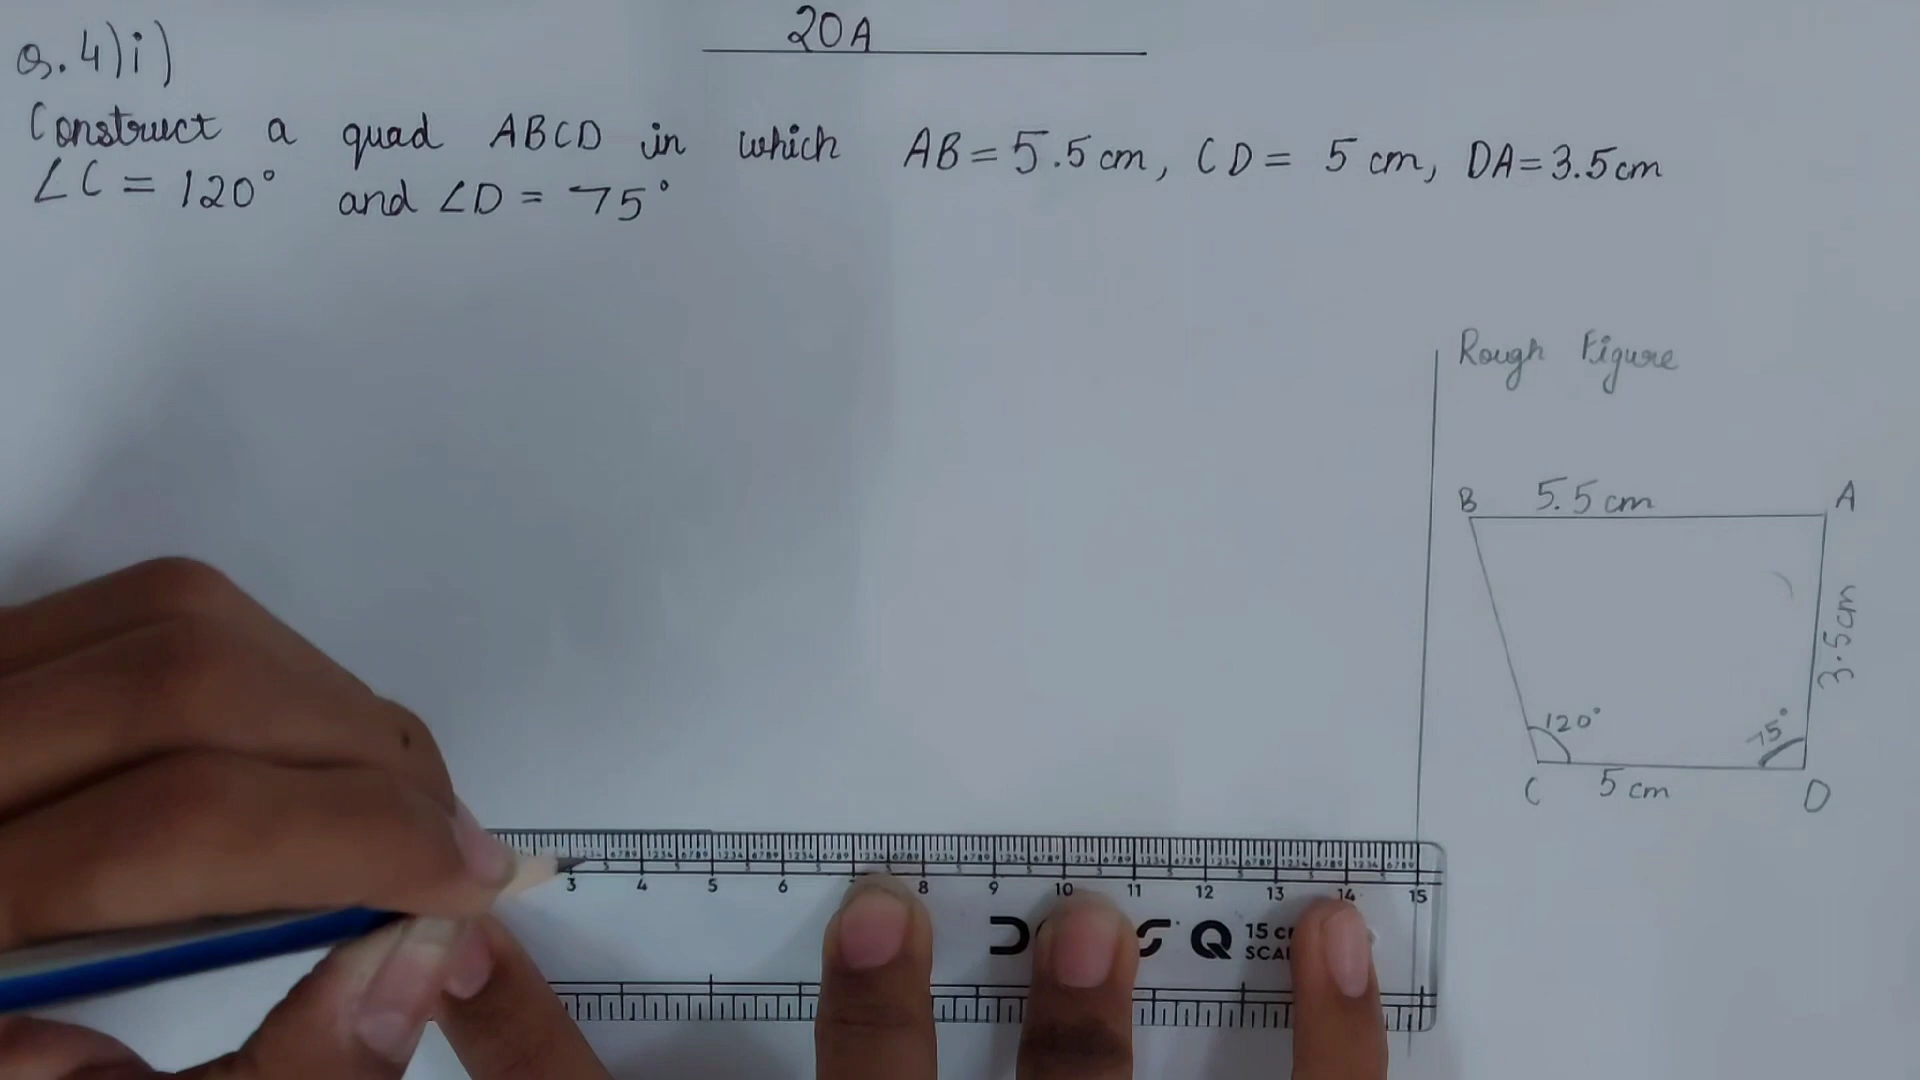 20A
Q.4)i)
Construct a quad ABCD in which AB = 5.5 cm, CD = 5 cm, DA = 3.5cm
∠C = 120° and ∠D = 75°
Rough Figure
B 5.5 cm A
3.5cm
120° 75°
C 5 cm D
3 4 5 6 8 9 10 11 12 13 14 15
Q 15 cm